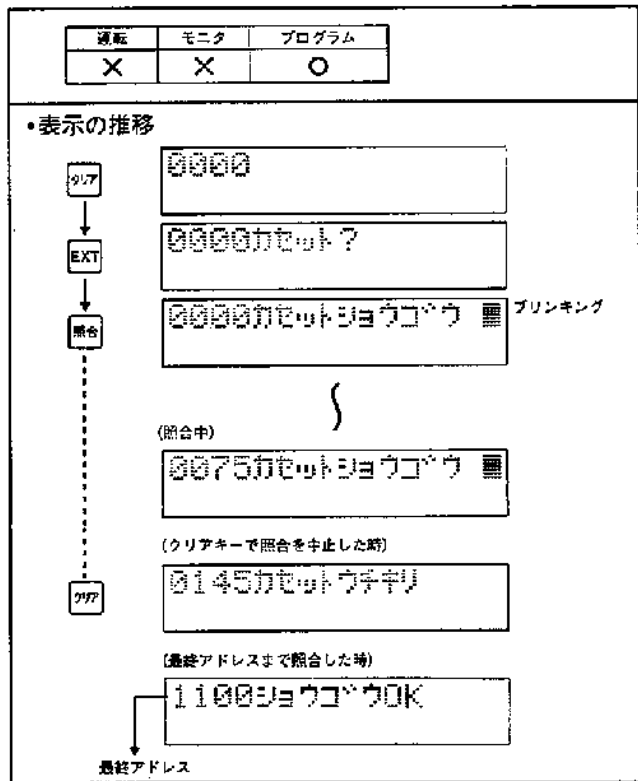 運転 モニタ プログラム
× × ○
・表示の推移
クリア
0000
EXT
0000カセット?
照合
0000カセットショウゴウ ブリンキング
(照合中)
0075カセットショウゴウ
(クリアキーで照合を中止した時)
クリア
0145カセットウチキリ
(最終アドレスまで照合した時)
1100ショウゴウOK
最終アドレス